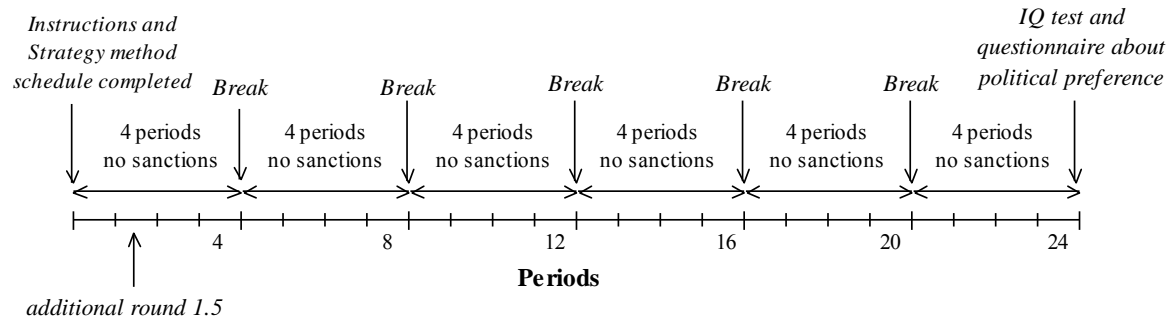 Instructions and
Strategy method
schedule completed
Break
Break
Break
Break
Break
IQ test and
questionnaire about
political preference
4 periods
no sanctions
4 periods
no sanctions
4 periods
no sanctions
4 periods
no sanctions
4 periods
no sanctions
4 periods
no sanctions
4
8
12
16
20
24
Periods
additional round 1.5